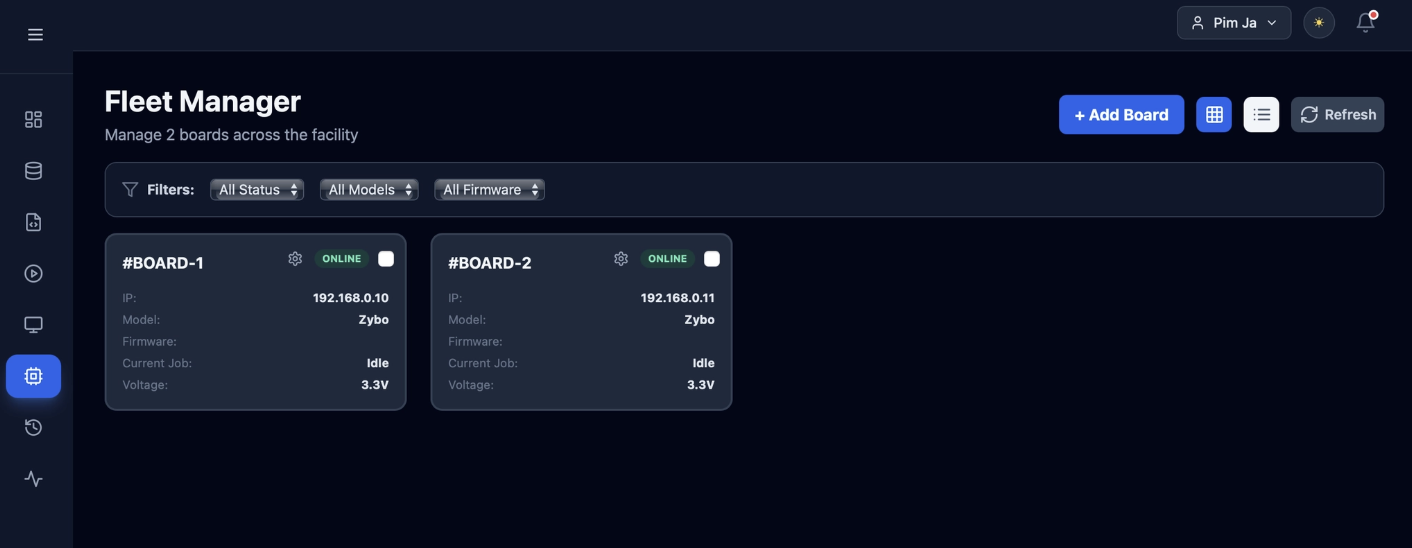 Pim Ja
Fleet Manager
Manage 2 boards across the facility
+ Add Board
Refresh
Filters: All Status All Models All Firmware
#BOARD-1 ONLINE
IP: 192.168.0.10
Model: Zybo
Firmware:
Current Job: Idle
Voltage: 3.3V
#BOARD-2 ONLINE
IP: 192.168.0.11
Model: Zybo
Firmware:
Current Job: Idle
Voltage: 3.3V